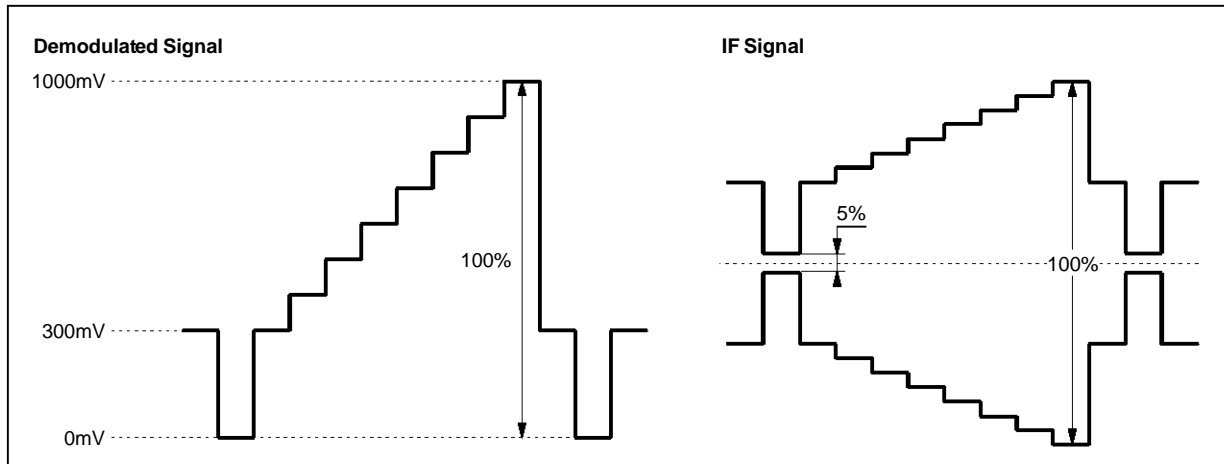 Demodulated Signal
IF Signal
1000mV
5%
100%
100%
300mV
0mV